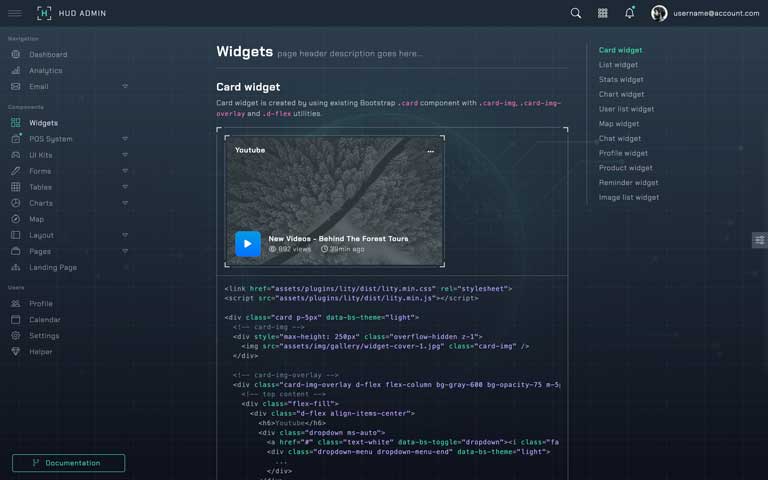 HUD ADMIN
username@account.com
Navigation
Dashboard
Analytics
Email
Components
Widgets
POS System
UI Kits
Forms
Tables
Charts
Map
Layout
Pages
Landing Page
Users
Profile
Calendar
Settings
Helper
Documentation
Widgets page header description goes here...
Card widget
Card widget is created by using existing Bootstrap .card component with .card-img, .card-img-
overlay and .d-flex utilities.
Youtube
New Videos - Behind The Forest Tours
892 views 39min ago
<link href="assets/plugins/lity/dist/lity.min.css" rel="stylesheet">
<script src="assets/plugins/lity/dist/lity.min.js"></script>
<div class="card p-5px" data-bs-theme="light">
<!-- card-img -->
<div style="max-height: 250px" class="overflow-hidden z-1">
<img src="assets/img/gallery/widget-cover-1.jpg" class="card-img" />
</div>
<!-- card-img-overlay -->
<div class="card-img-overlay d-flex flex-column bg-gray-600 bg-opacity-75 m-5p
<!-- top content -->
<div class="flex-fill">
<div class="d-flex align-items-center">
<h6>Youtube</h6>
<div class="dropdown ms-auto">
<a href="#" class="text-white" data-bs-toggle="dropdown"><i class="fa
<div class="dropdown-menu dropdown-menu-end" data-bs-theme="light">
...
</div>
Card widget
List widget
Stats widget
Chart widget
User list widget
Map widget
Chat widget
Profile widget
Product widget
Reminder widget
Image list widget